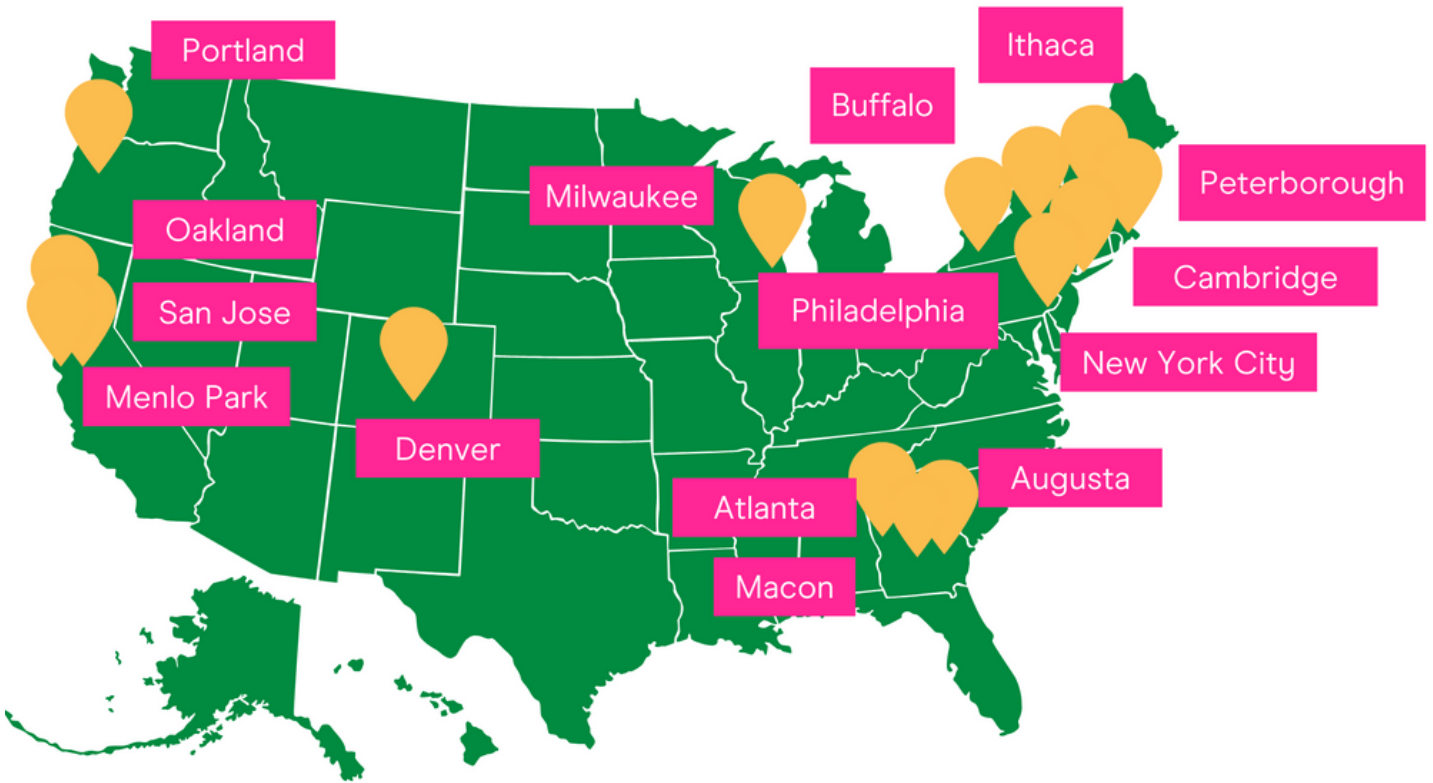 Portland
Ithaca
Buffalo
Peterborough
Milwaukee
Oakland
Cambridge
San Jose
Philadelphia
New York City
Menlo Park
Denver
Augusta
Atlanta
Macon